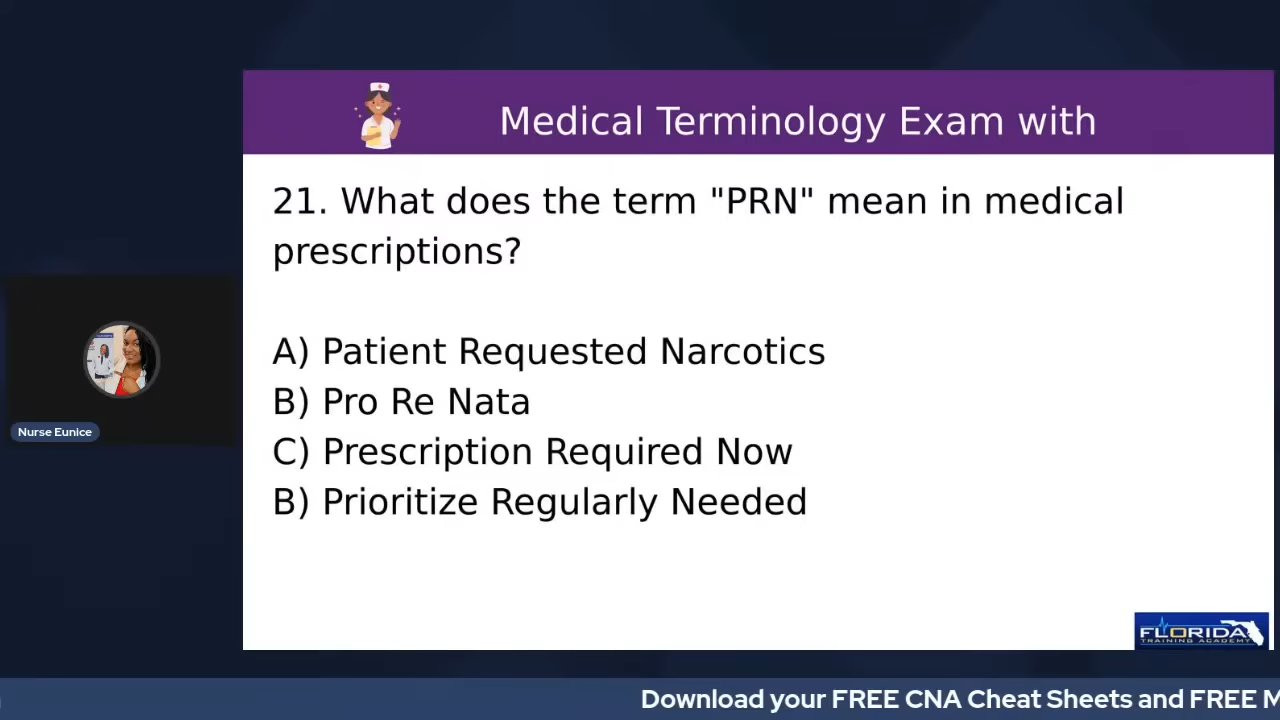 Medical Terminology Exam with
21. What does the term "PRN" mean in medical
prescriptions?
A) Patient Requested Narcotics
B) Pro Re Nata
C) Prescription Required Now
B) Prioritize Regularly Needed
Nurse Eunice
FLORIDA
TRAINING ACADEMY
Download your FREE CNA Cheat Sheets and FREE M